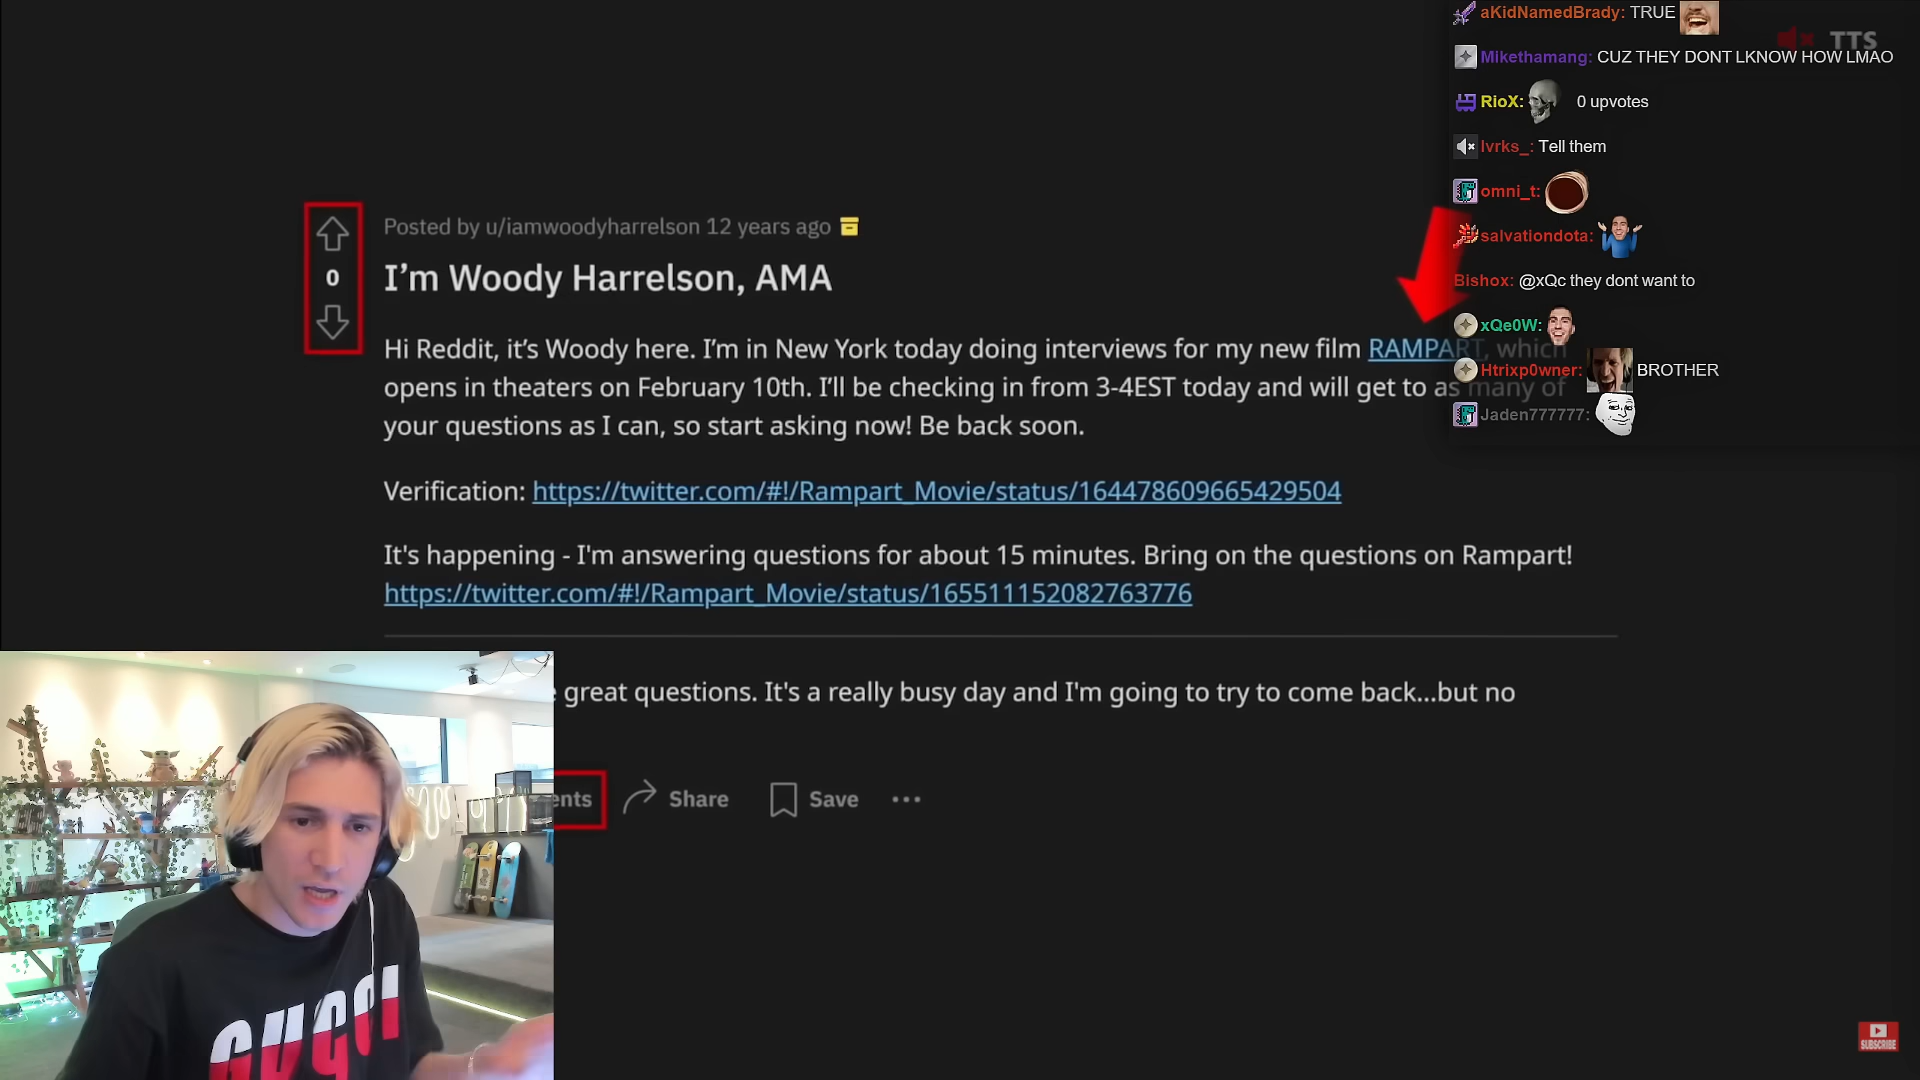 Posted by u/iamwoodyharrelson 12 years ago
0
I’m Woody Harrelson, AMA
Hi Reddit, it’s Woody here. I’m in New York today doing interviews for my new film RAMPART, which
opens in theaters on February 10th. I’ll be checking in from 3-4EST today and will get to as many of
your questions as I can, so start asking now! Be back soon.
Verification: https://twitter.com/#!/Rampart_Movie/status/164478609665429504
It's happening - I'm answering questions for about 15 minutes. Bring on the questions on Rampart!
https://twitter.com/#!/Rampart_Movie/status/165511152082763776
great questions. It's a really busy day and I'm going to try to come back...but no
ents
Share
Save
TTS
aKidNamedBrady: TRUE
Mikethamang: CUZ THEY DONT LKNOW HOW LMAO
RioX: 0 upvotes
lvrks_: Tell them
omni_t:
salvationdota:
Bishox: @xQc they dont want to
xQe0W:
Htrixp0wner: BROTHER
Jaden777777:
GUCCI
SUBSCRIBE